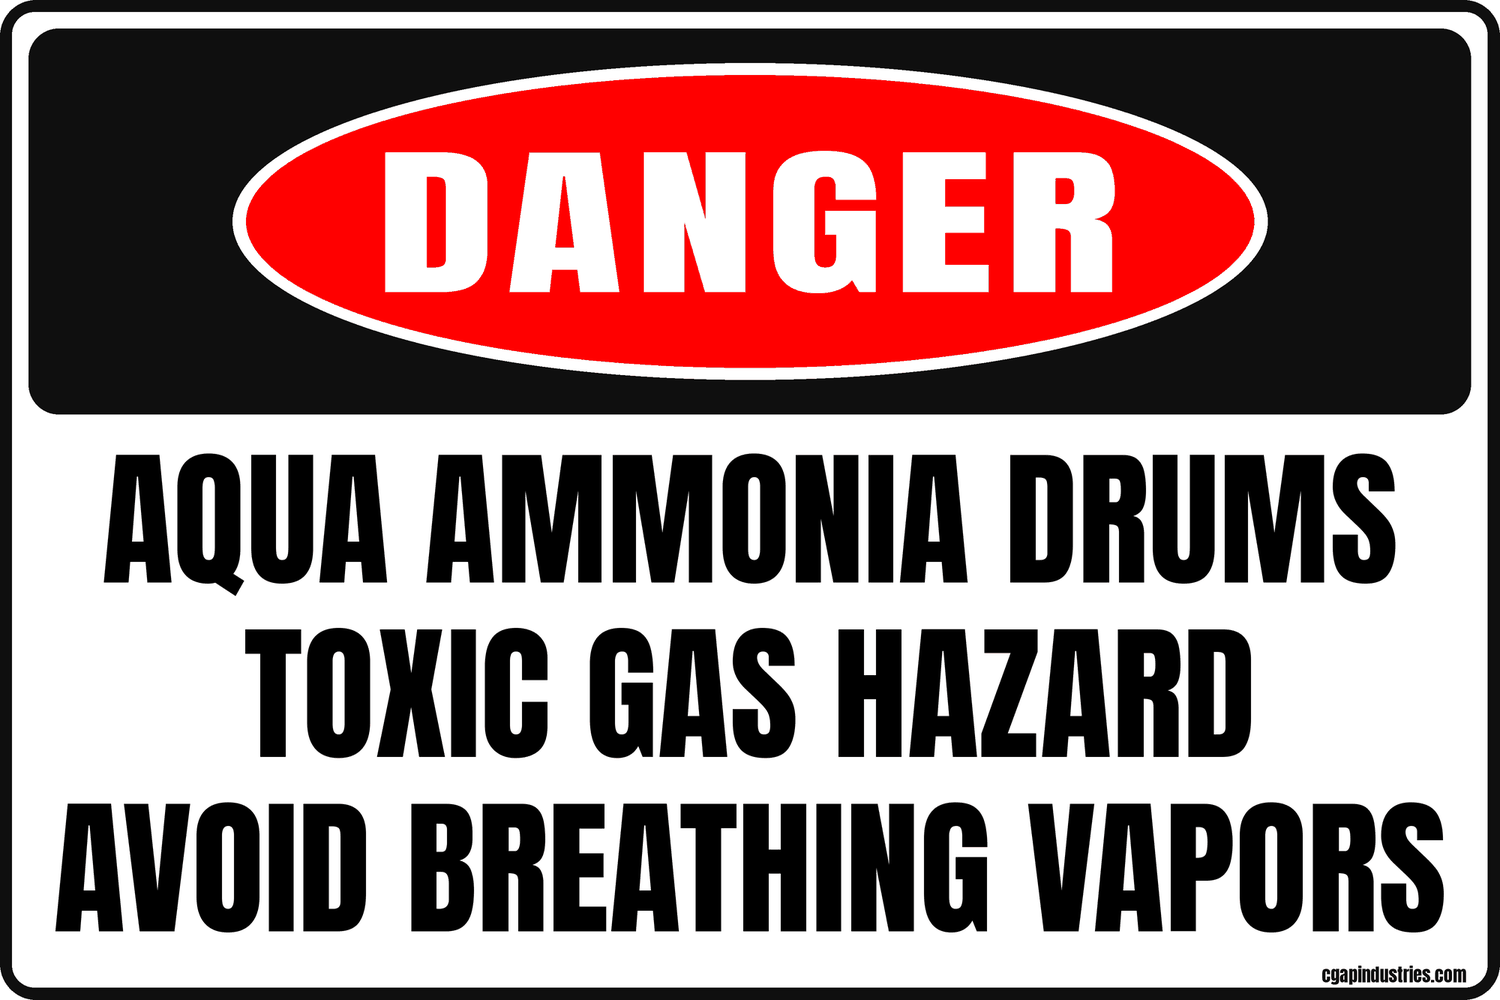 DANGER
AQUA AMMONIA DRUMS
TOXIC GAS HAZARD
AVOID BREATHING VAPORS
cgapindustries.com